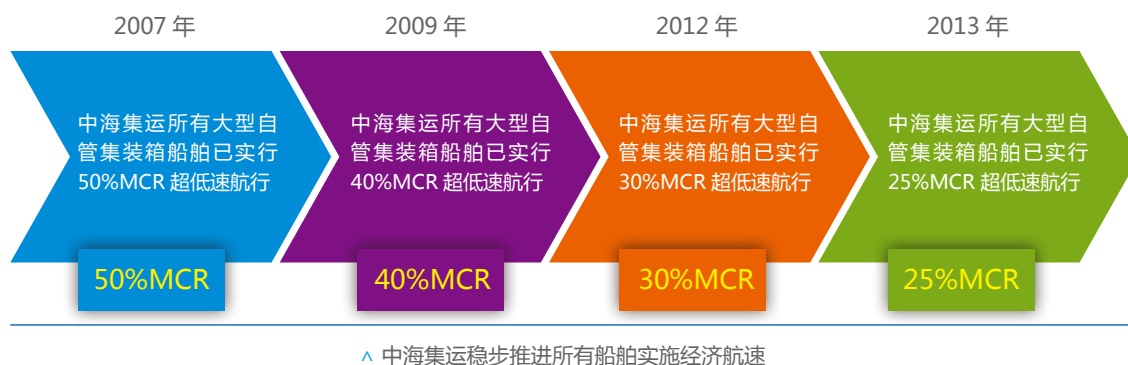 2007 年
2009 年
2012 年
2013 年
中海集运所有大型自
管集装箱船舶已实行
50%MCR 超低速航行
中海集运所有大型自
管集装箱船舶已实行
40%MCR 超低速航行
中海集运所有大型自
管集装箱船舶已实行
30%MCR 超低速航行
中海集运所有大型自
管集装箱船舶已实行
25%MCR 超低速航行
50%MCR
40%MCR
30%MCR
25%MCR
^ 中海集运稳步推进所有船舶实施经济航速